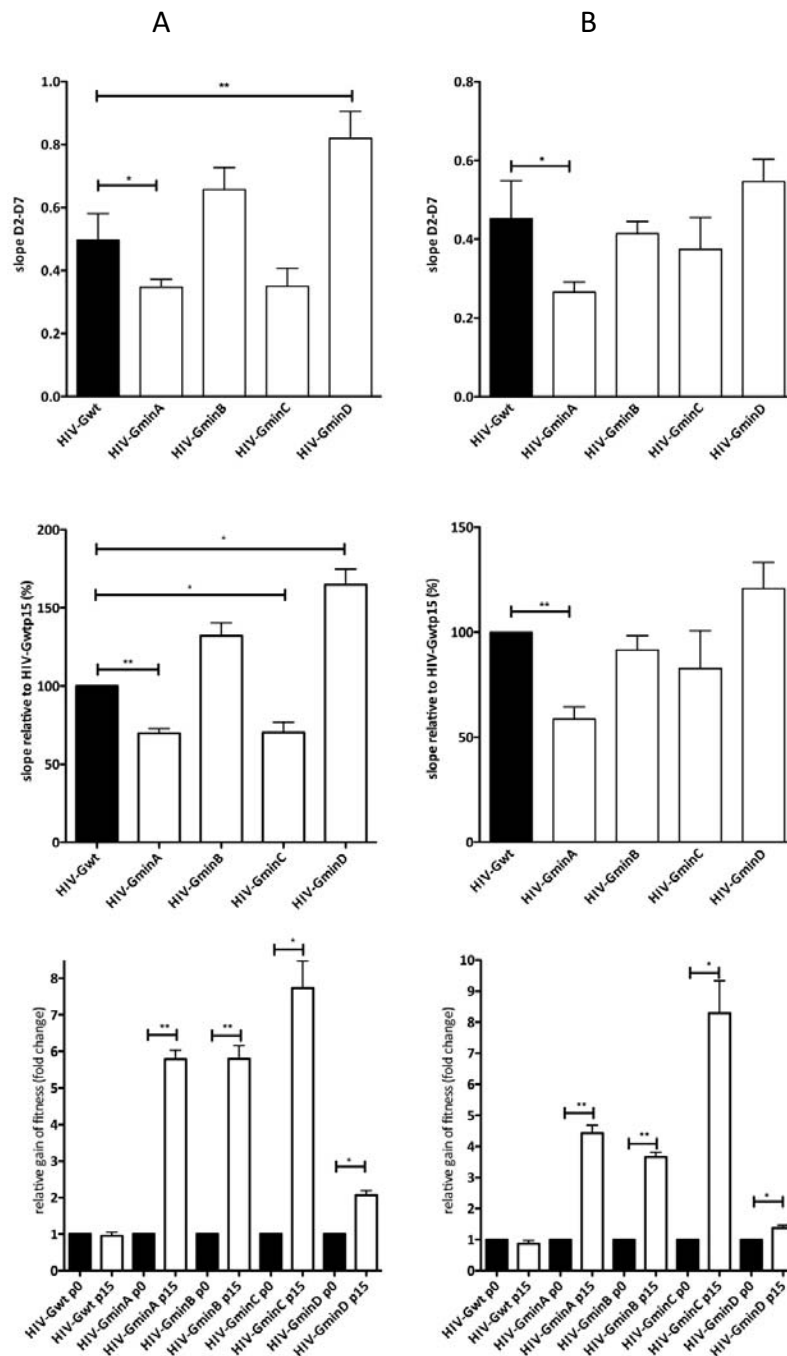 A
B
**
*
slope D2-D7
1.0
0.8
0.6
0.4
0.2
0.0
HIV-Gwt
HIV-GminA
HIV-GminB
HIV-GminC
HIV-GminD
*
slope D2-D7
0.8
0.6
0.4
0.2
0.0
HIV-Gwt
HIV-GminA
HIV-GminB
HIV-GminC
HIV-GminD
*
*
**
slope relative to HIV-Gwtp15 (%)
200
150
100
50
0
HIV-Gwt
HIV-GminA
HIV-GminB
HIV-GminC
HIV-GminD
**
slope relative to HIV-Gwtp15 (%)
150
100
50
0
HIV-Gwt
HIV-GminA
HIV-GminB
HIV-GminC
HIV-GminD
*
**
**
*
relative gain of fitness (fold change)
8
7
6
5
4
3
2
1
0
HIV-Gwt p0
HIV-Gwt p15
HIV-GminA p0
HIV-GminA p15
HIV-GminB p0
HIV-GminB p15
HIV-GminC p0
HIV-GminC p15
HIV-GminD p0
HIV-GminD p15
*
**
**
*
relative gain of fitness (fold change)
10
9
8
7
6
5
4
3
2
1
0
HIV-Gwt p0
HIV-Gwt p15
HIV-GminA p0
HIV-GminA p15
HIV-GminB p0
HIV-GminB p15
HIV-GminC p0
HIV-GminC p15
HIV-GminD p0
HIV-GminD p15